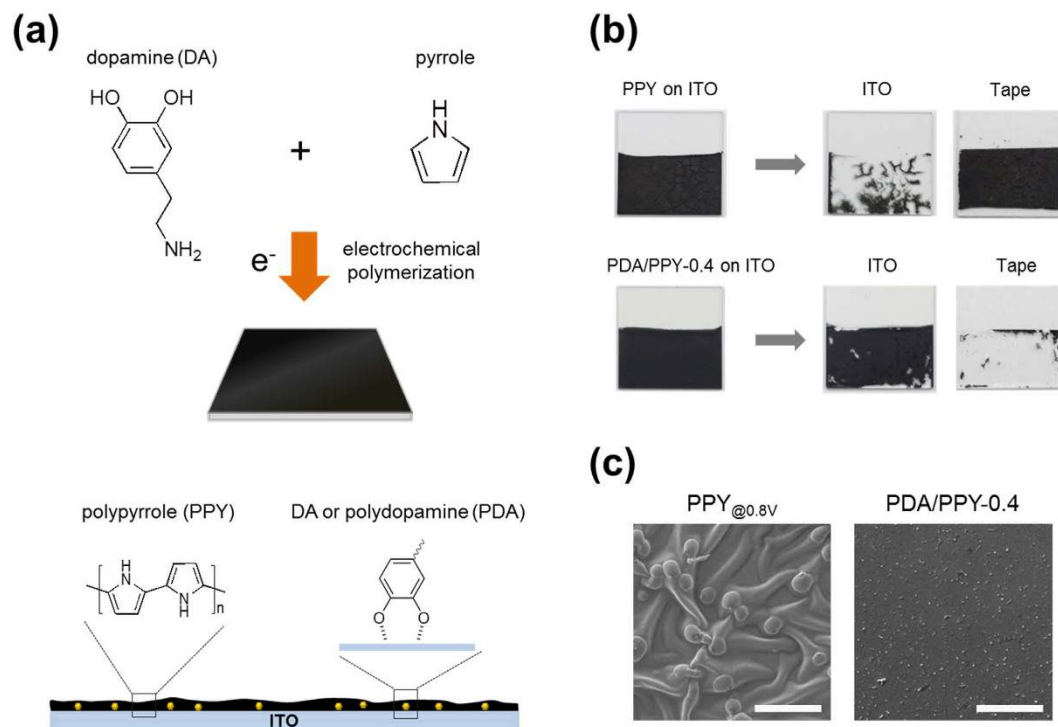 (a)
dopamine (DA)
pyrrole
HO
OH
NH2
+
H
N
e-
electrochemical
polymerization
polypyrrole (PPY)
DA or polydopamine (PDA)
H
N
N
H
n
O
O
ITO
(b)
PPY on ITO
ITO
Tape
PDA/PPY-0.4 on ITO
ITO
Tape
(c)
PPY@0.8V
PDA/PPY-0.4